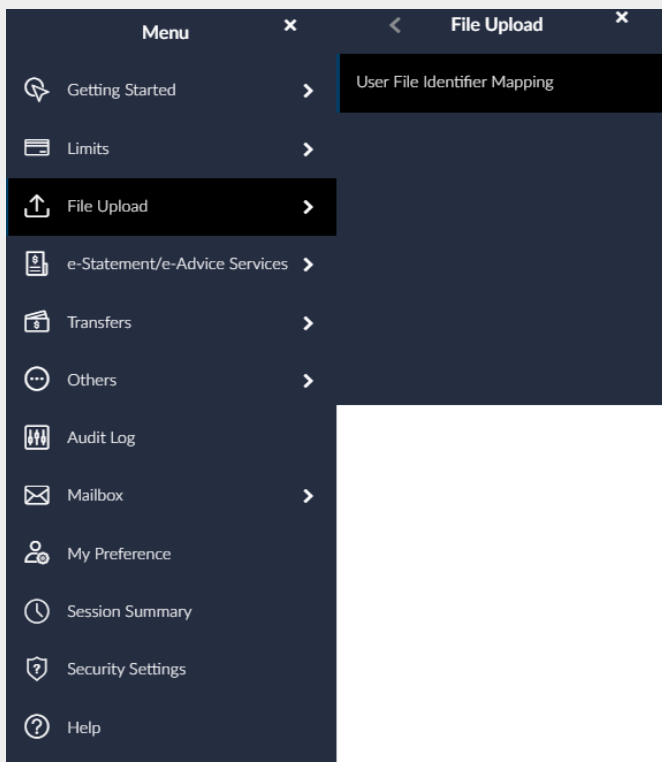 Menu
Getting Started
Limits
File Upload
e-Statement/e-Advice Services
Transfers
Others
Audit Log
Mailbox
My Preference
Session Summary
Security Settings
Help
File Upload
User File Identifier Mapping